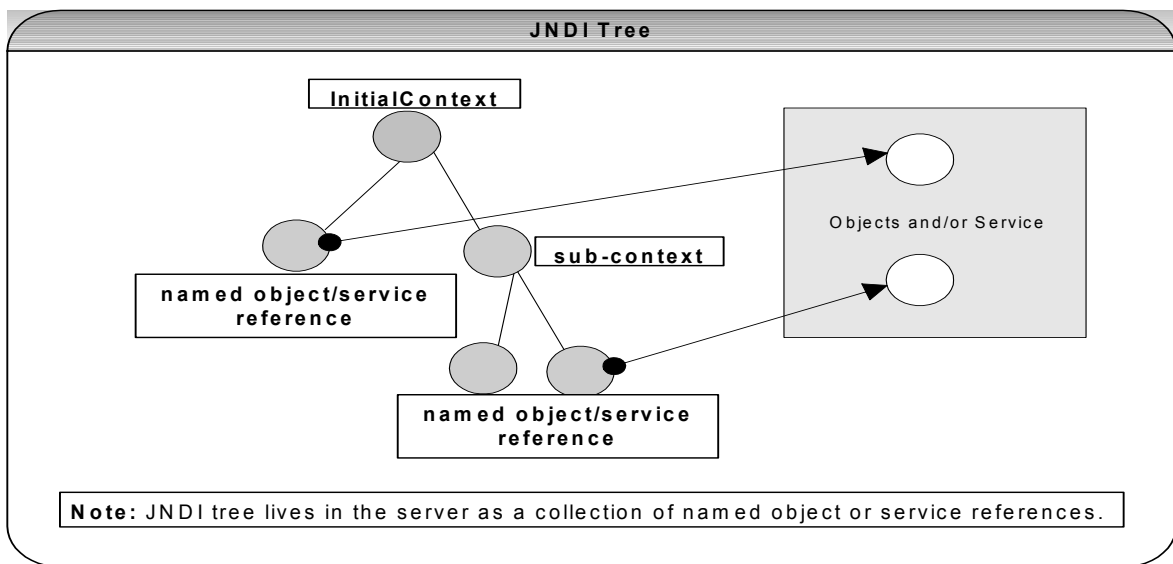 JNDI Tree
InitialContext
Objects and/or Service
sub-context
named object/service
reference
named object/service
reference
Note: JNDI tree lives in the server as a collection of named object or service references.